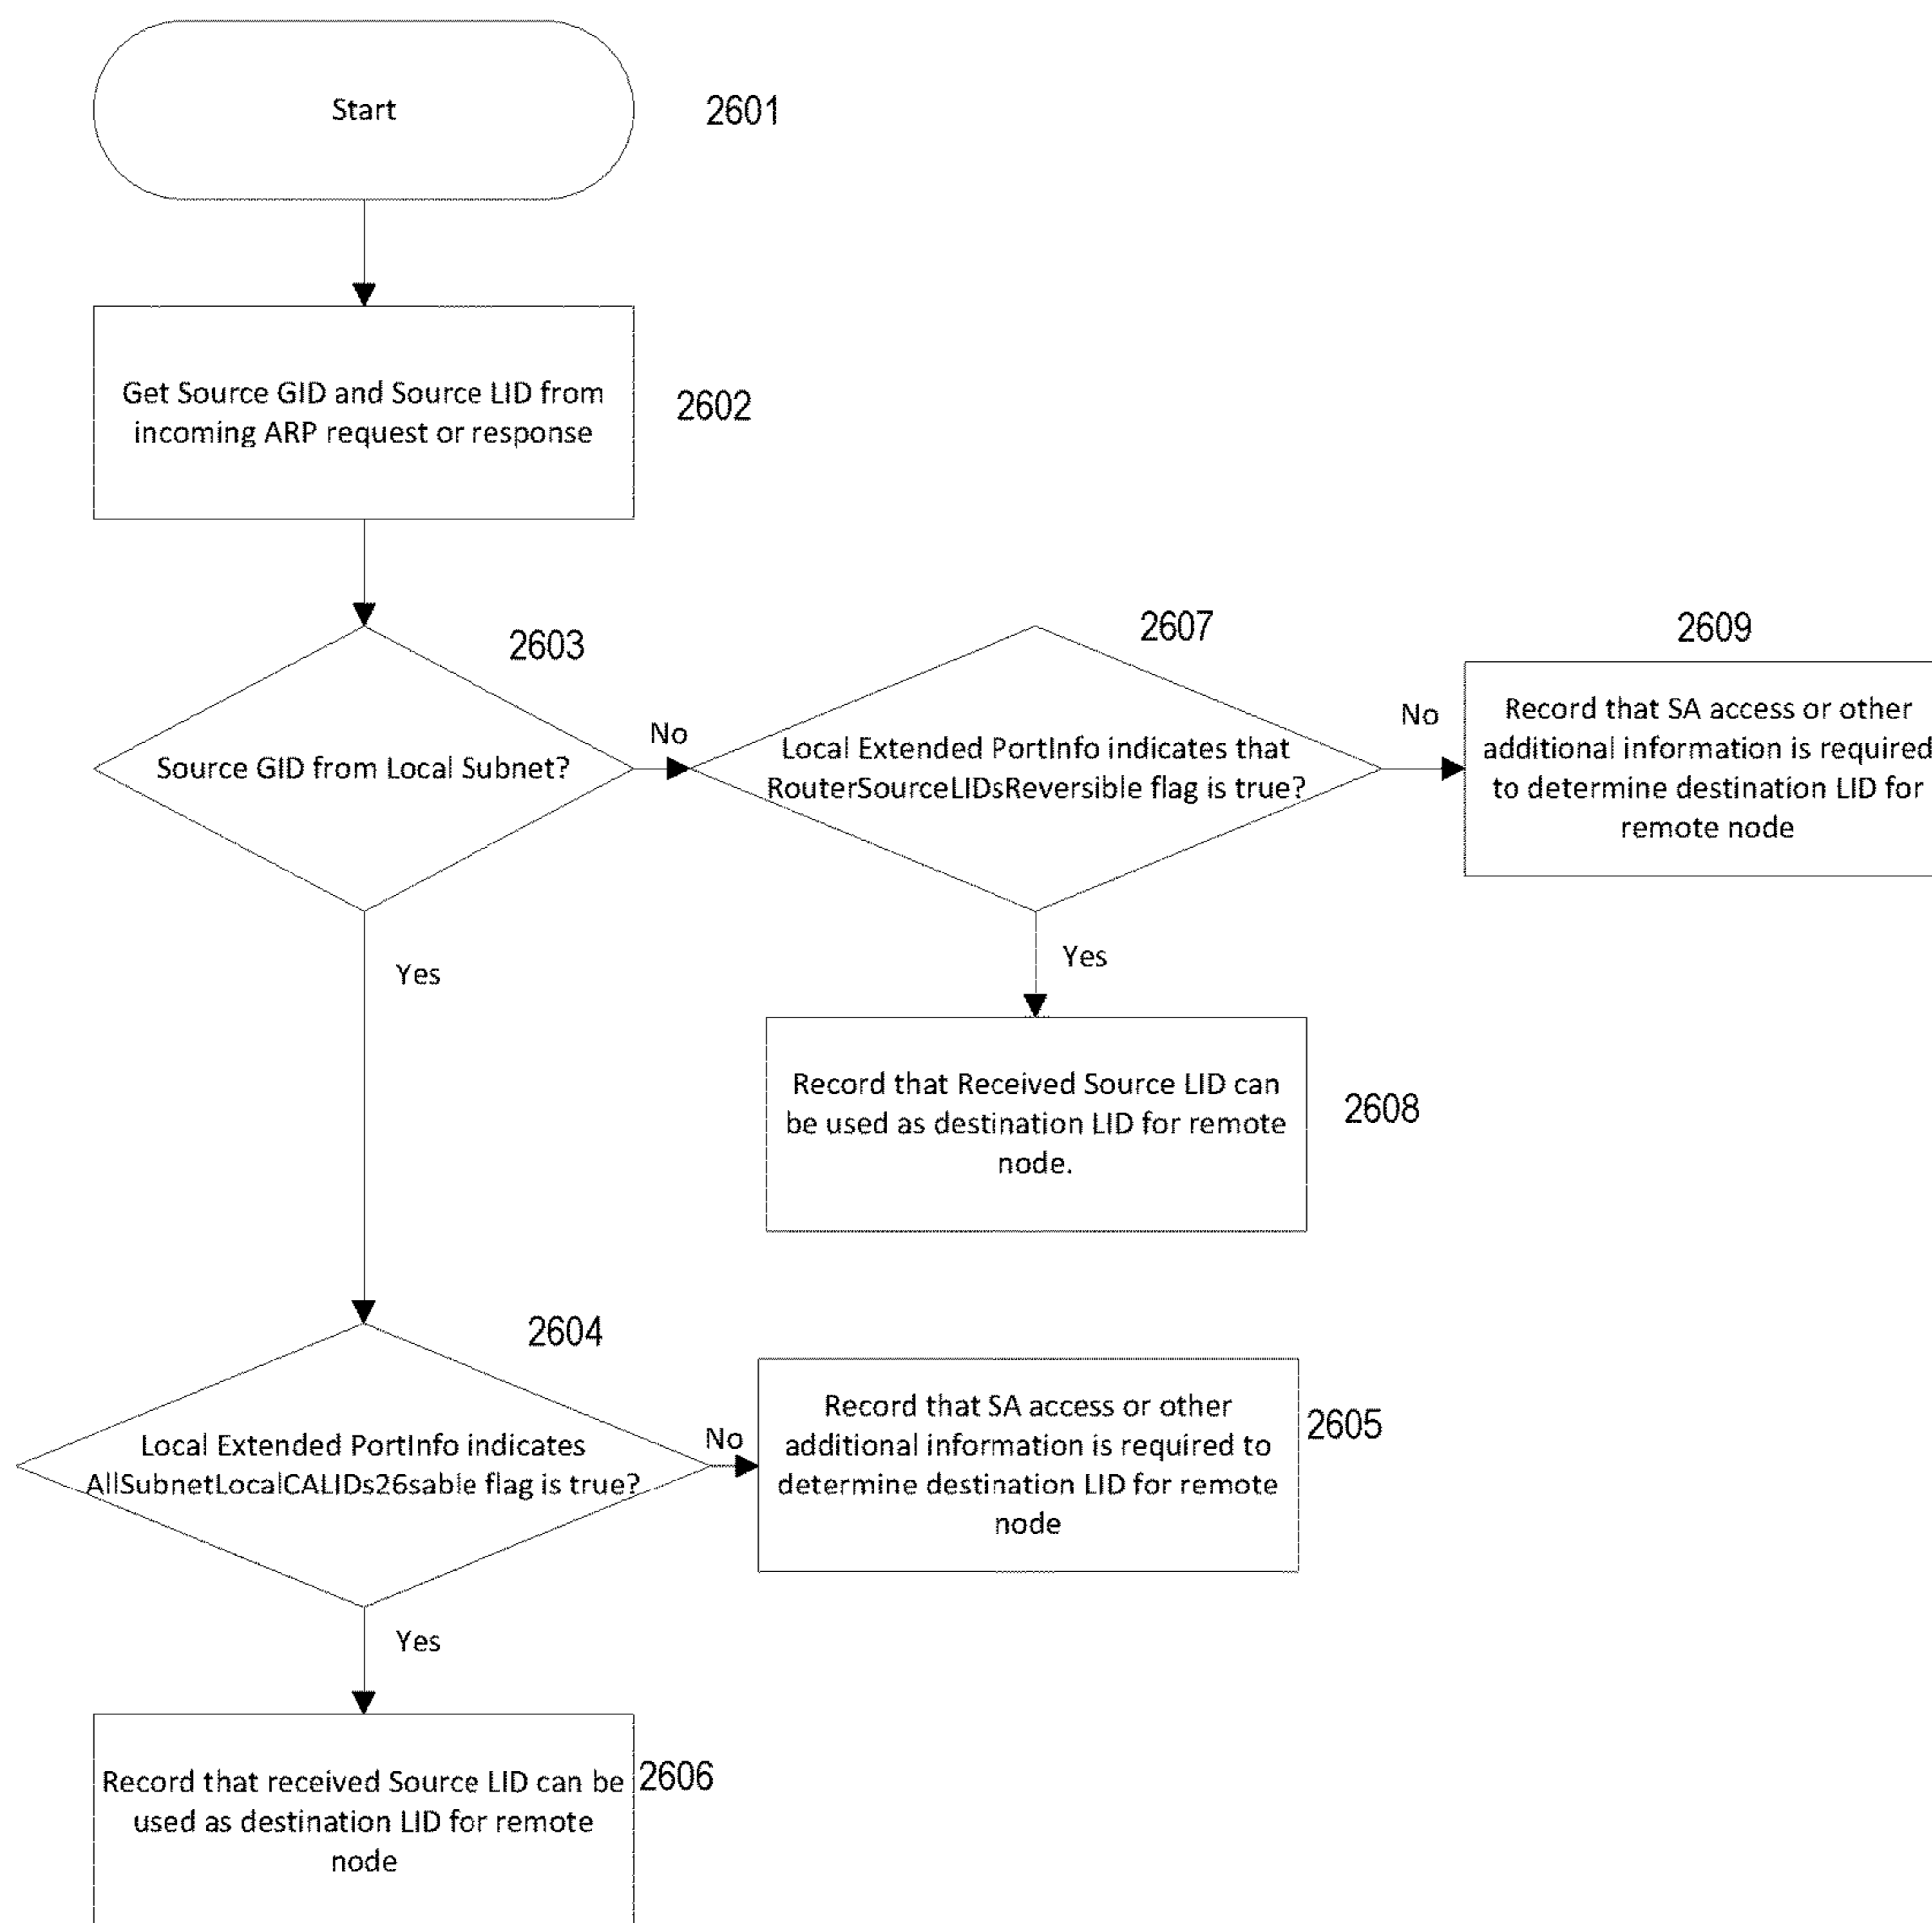 Start
2601
Get Source GID and Source LID from
incoming ARP request or response
2602
2603
Source GID from Local Subnet?
No
2607
Local Extended PortInfo indicates that
RouterSourceLIDsReversible flag is true?
No
2609
Record that SA access or other
additional information is required
to determine destination LID for
remote node
Yes
Yes
Record that Received Source LID can
be used as destination LID for remote
node.
2608
2604
Local Extended PortInfo indicates
AllSubnetLocalCALIDs26sable flag is true?
No
Record that SA access or other
additional information is required to
determine destination LID for remote
node
2605
Yes
Record that received Source LID can be
used as destination LID for remote
node
2606